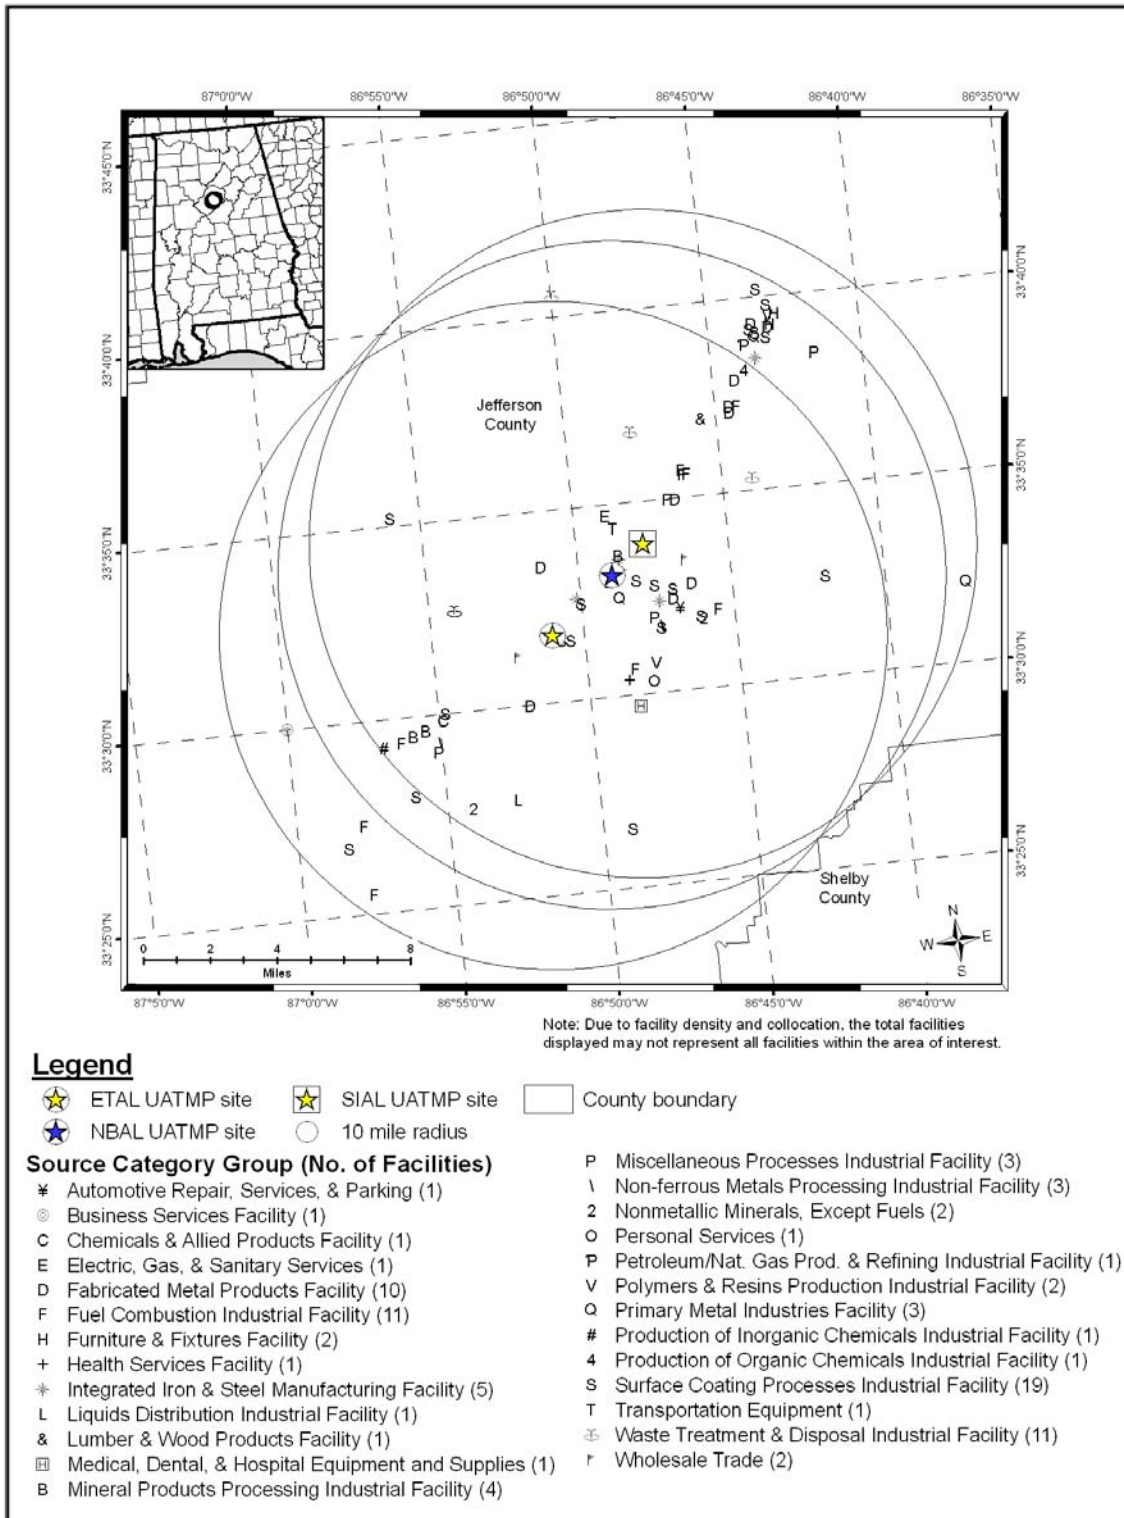 87°0'0"W 86°55'0"W 86°50'0"W 86°45'0"W 86°40'0"W 86°35'0"W
33°45'0"N
33°40'0"N
33°35'0"N
33°30'0"N
33°25'0"N
33°40'0"N
33°35'0"N
33°30'0"N
33°25'0"N
Jefferson
County
Shelby
County
N
W E
S
0 2 4 8
Miles
87°5'0"W 87°0'0"W 86°55'0"W 86°50'0"W 86°45'0"W 86°40'0"W
Note: Due to facility density and collocation, the total facilities
displayed may not represent all facilities within the area of interest.
Legend
ETAL UATMP site SIAL UATMP site County boundary
NBAL UATMP site 10 mile radius
Source Category Group (No. of Facilities)
¥ Automotive Repair, Services, & Parking (1)
Business Services Facility (1)
C Chemicals & Allied Products Facility (1)
E Electric, Gas, & Sanitary Services (1)
D Fabricated Metal Products Facility (10)
F Fuel Combustion Industrial Facility (11)
H Furniture & Fixtures Facility (2)
+ Health Services Facility (1)
Integrated Iron & Steel Manufacturing Facility (5)
L Liquids Distribution Industrial Facility (1)
& Lumber & Wood Products Facility (1)
H Medical, Dental, & Hospital Equipment and Supplies (1)
B Mineral Products Processing Industrial Facility (4)
P Miscellaneous Processes Industrial Facility (3)
\ Non-ferrous Metals Processing Industrial Facility (3)
2 Nonmetallic Minerals, Except Fuels (2)
O Personal Services (1)
P Petroleum/Nat. Gas Prod. & Refining Industrial Facility (1)
V Polymers & Resins Production Industrial Facility (2)
Q Primary Metal Industries Facility (3)
# Production of Inorganic Chemicals Industrial Facility (1)
4 Production of Organic Chemicals Industrial Facility (1)
S Surface Coating Processes Industrial Facility (19)
T Transportation Equipment (1)
Waste Treatment & Disposal Industrial Facility (11)
Wholesale Trade (2)